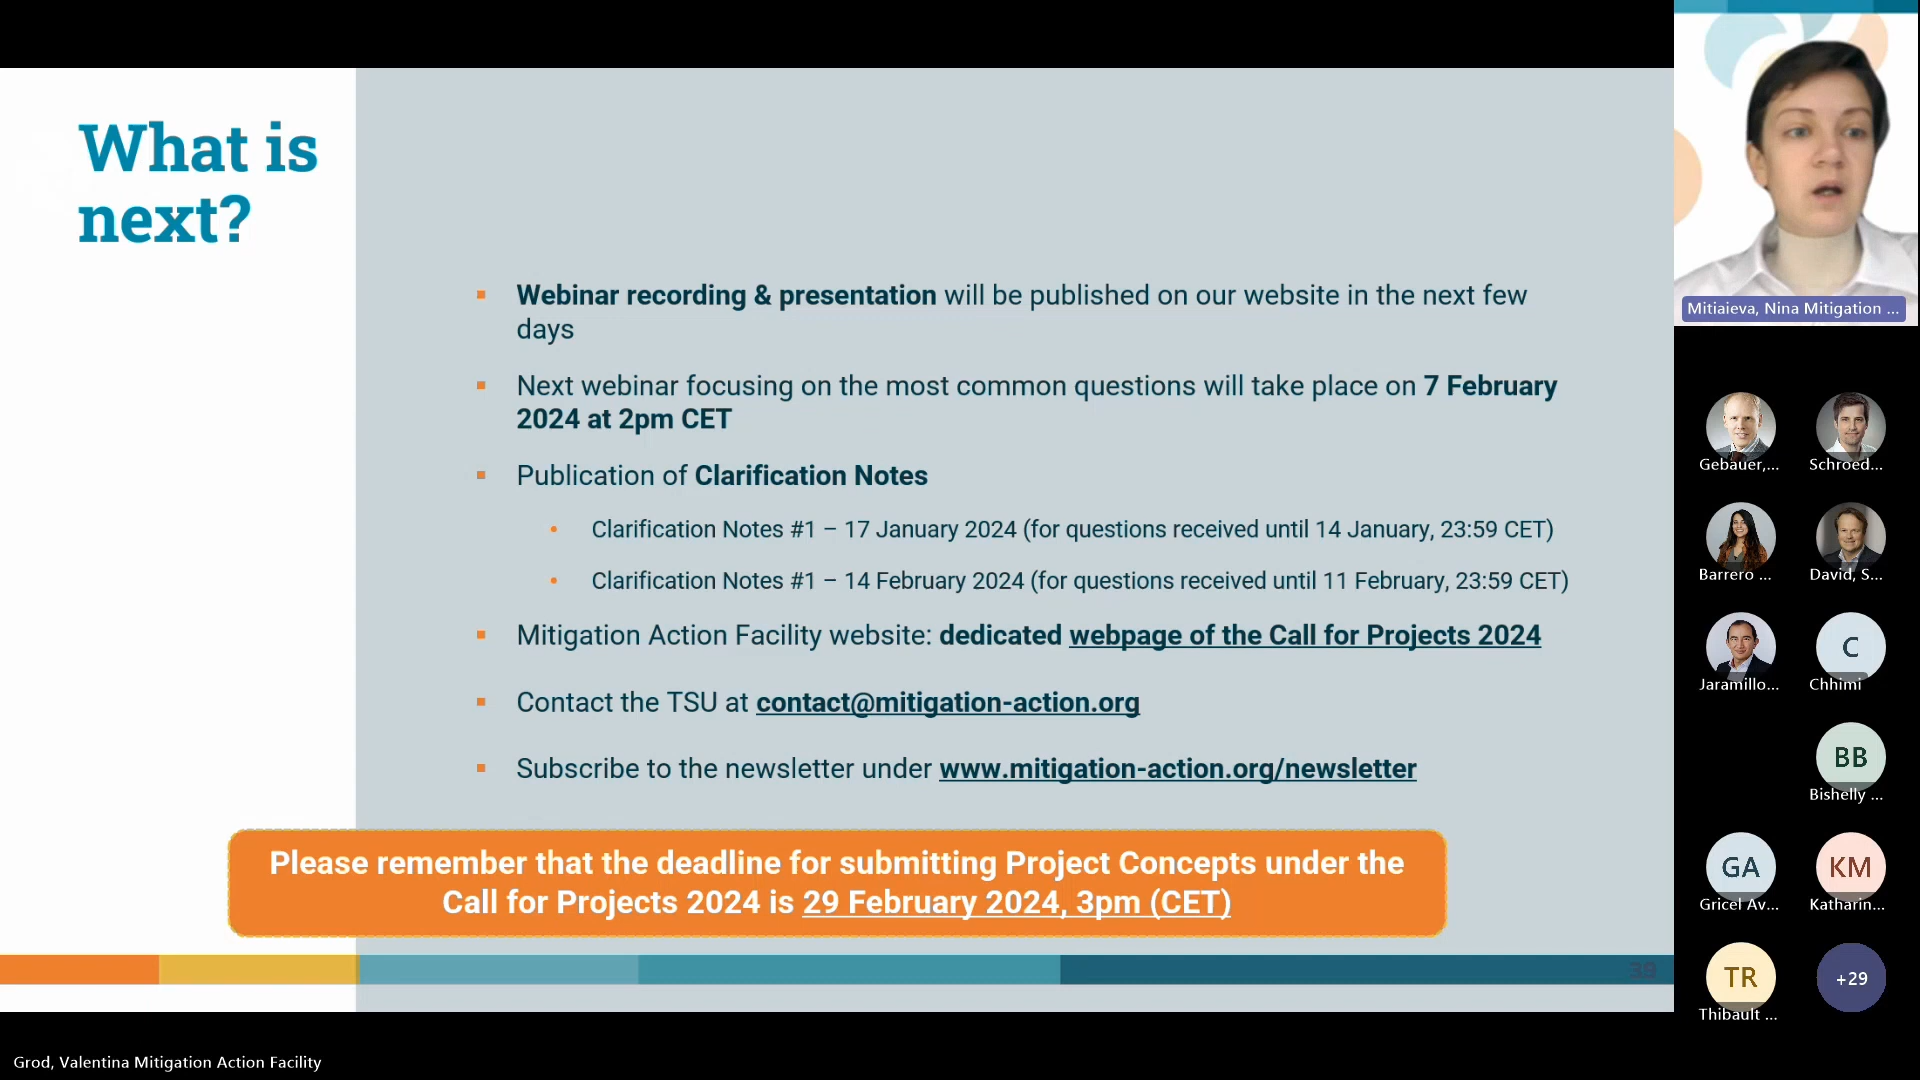 What is
next?
Webinar recording & presentation will be published on our website in the next few
days
Next webinar focusing on the most common questions will take place on 7 February
2024 at 2pm CET
Publication of Clarification Notes
Clarification Notes #1 – 17 January 2024 (for questions received until 14 January, 23:59 CET)
Clarification Notes #1 – 14 February 2024 (for questions received until 11 February, 23:59 CET)
Mitigation Action Facility website: dedicated webpage of the Call for Projects 2024
Contact the TSU at contact@mitigation-action.org
Subscribe to the newsletter under www.mitigation-action.org/newsletter
Please remember that the deadline for submitting Project Concepts under the
Call for Projects 2024 is 29 February 2024, 3pm (CET)
39
Mitiaieva, Nina Mitigation ...
Gebauer,...
Schroed...
Barrero ...
David, S...
Jaramillo...
C
Chhimi
BB
Bishelly ...
GA
Gricel Av...
KM
Katharin...
TR
Thibault ...
+29
Grod, Valentina Mitigation Action Facility